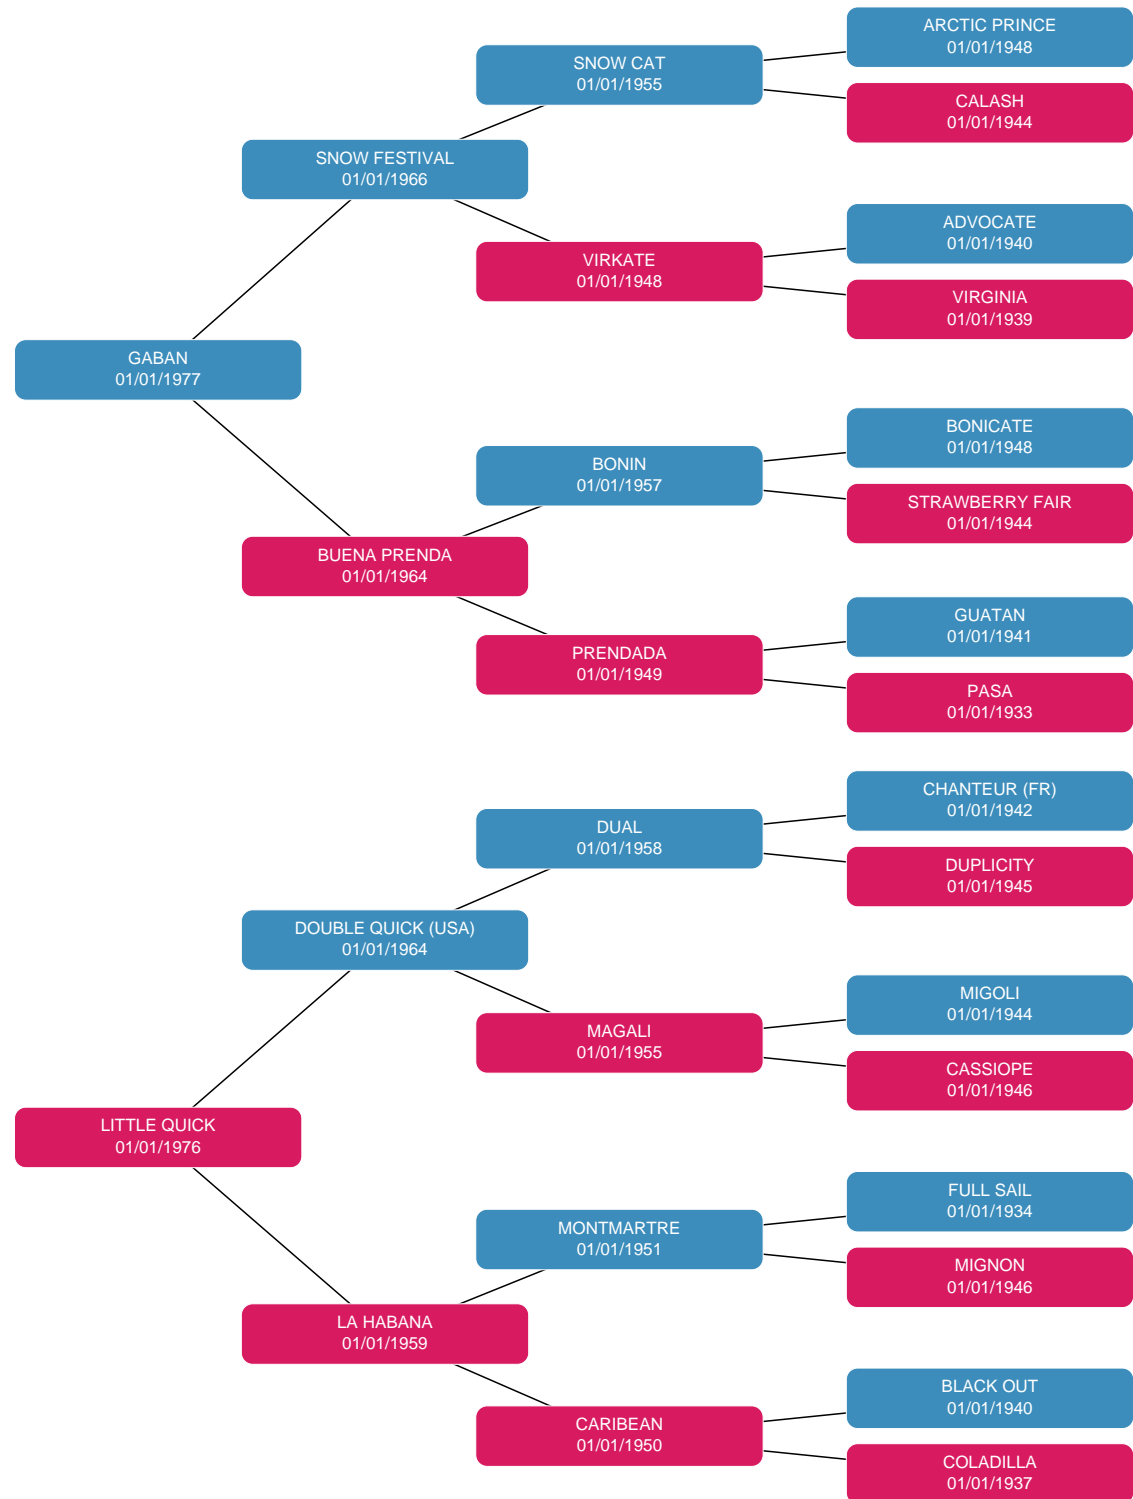 ARCTIC PRINCE
01/01/1948
SNOW CAT
01/01/1955
CALASH
01/01/1944
SNOW FESTIVAL
01/01/1966
ADVOCATE
01/01/1940
VIRKATE
01/01/1948
VIRGINIA
01/01/1939
GABAN
01/01/1977
BONICATE
01/01/1948
BONIN
01/01/1957
STRAWBERRY FAIR
01/01/1944
BUENA PRENDA
01/01/1964
GUATAN
01/01/1941
PRENDADA
01/01/1949
PASA
01/01/1933
CHANTEUR (FR)
01/01/1942
DUAL
01/01/1958
DUPLICITY
01/01/1945
DOUBLE QUICK (USA)
01/01/1964
MIGOLI
01/01/1944
MAGALI
01/01/1955
CASSIOPE
01/01/1946
LITTLE QUICK
01/01/1976
FULL SAIL
01/01/1934
MONTMARTRE
01/01/1951
MIGNON
01/01/1946
LA HABANA
01/01/1959
BLACK OUT
01/01/1940
CARIBEAN
01/01/1950
COLADILLA
01/01/1937